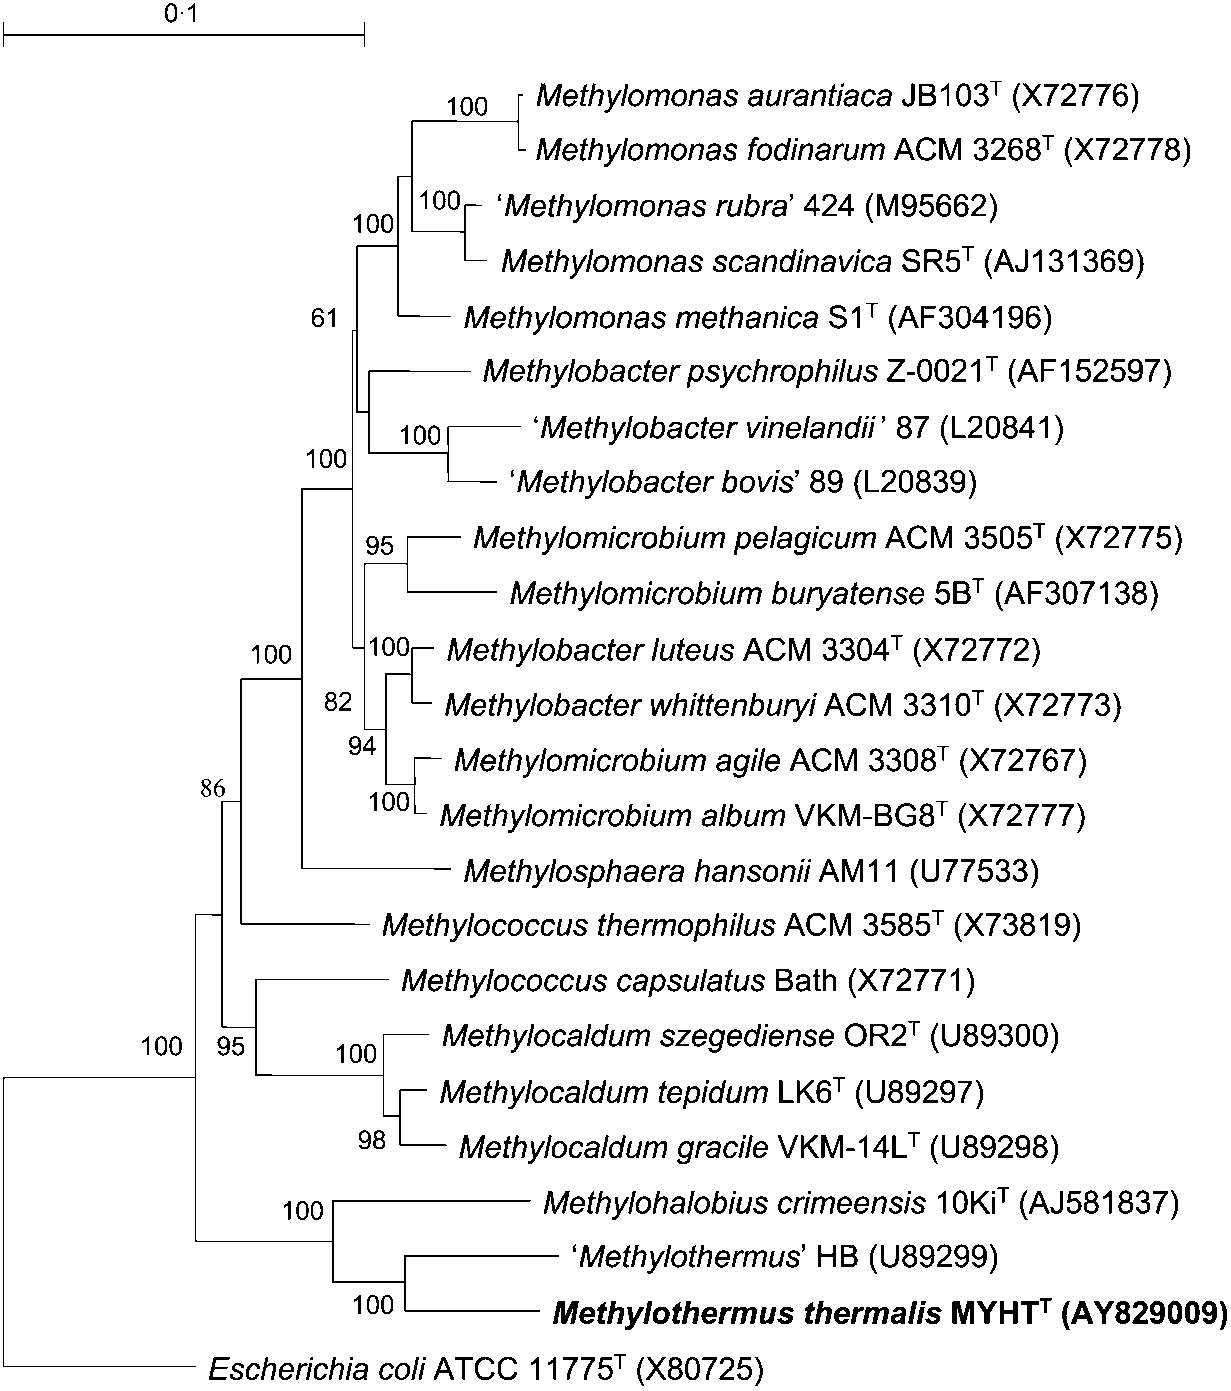 0·1
100
Methylomonas aurantiaca JB103ᵀ (X72776)
Methylomonas fodinarum ACM 3268ᵀ (X72778)
100
‘Methylomonas rubra’ 424 (M95662)
100
Methylomonas scandinavica SR5ᵀ (AJ131369)
61
Methylomonas methanica S1ᵀ (AF304196)
Methylobacter psychrophilus Z-0021ᵀ (AF152597)
100
‘Methylobacter vinelandii’ 87 (L20841)
100
‘Methylobacter bovis’ 89 (L20839)
95
Methylomicrobium pelagicum ACM 3505ᵀ (X72775)
Methylomicrobium buryatense 5Bᵀ (AF307138)
100
100
Methylobacter luteus ACM 3304ᵀ (X72772)
82
Methylobacter whittenburyi ACM 3310ᵀ (X72773)
94
Methylomicrobium agile ACM 3308ᵀ (X72767)
86
100
Methylomicrobium album VKM-BG8ᵀ (X72777)
Methylosphaera hansonii AM11 (U77533)
Methylococcus thermophilus ACM 3585ᵀ (X73819)
Methylococcus capsulatus Bath (X72771)
100
95
100
Methylocaldum szegediense OR2ᵀ (U89300)
Methylocaldum tepidum LK6ᵀ (U89297)
98
Methylocaldum gracile VKM-14Lᵀ (U89298)
100
Methylohalobius crimeensis 10Kiᵀ (AJ581837)
‘Methylothermus’ HB (U89299)
100
Methylothermus thermalis MYHTᵀ (AY829009)
Escherichia coli ATCC 11775ᵀ (X80725)